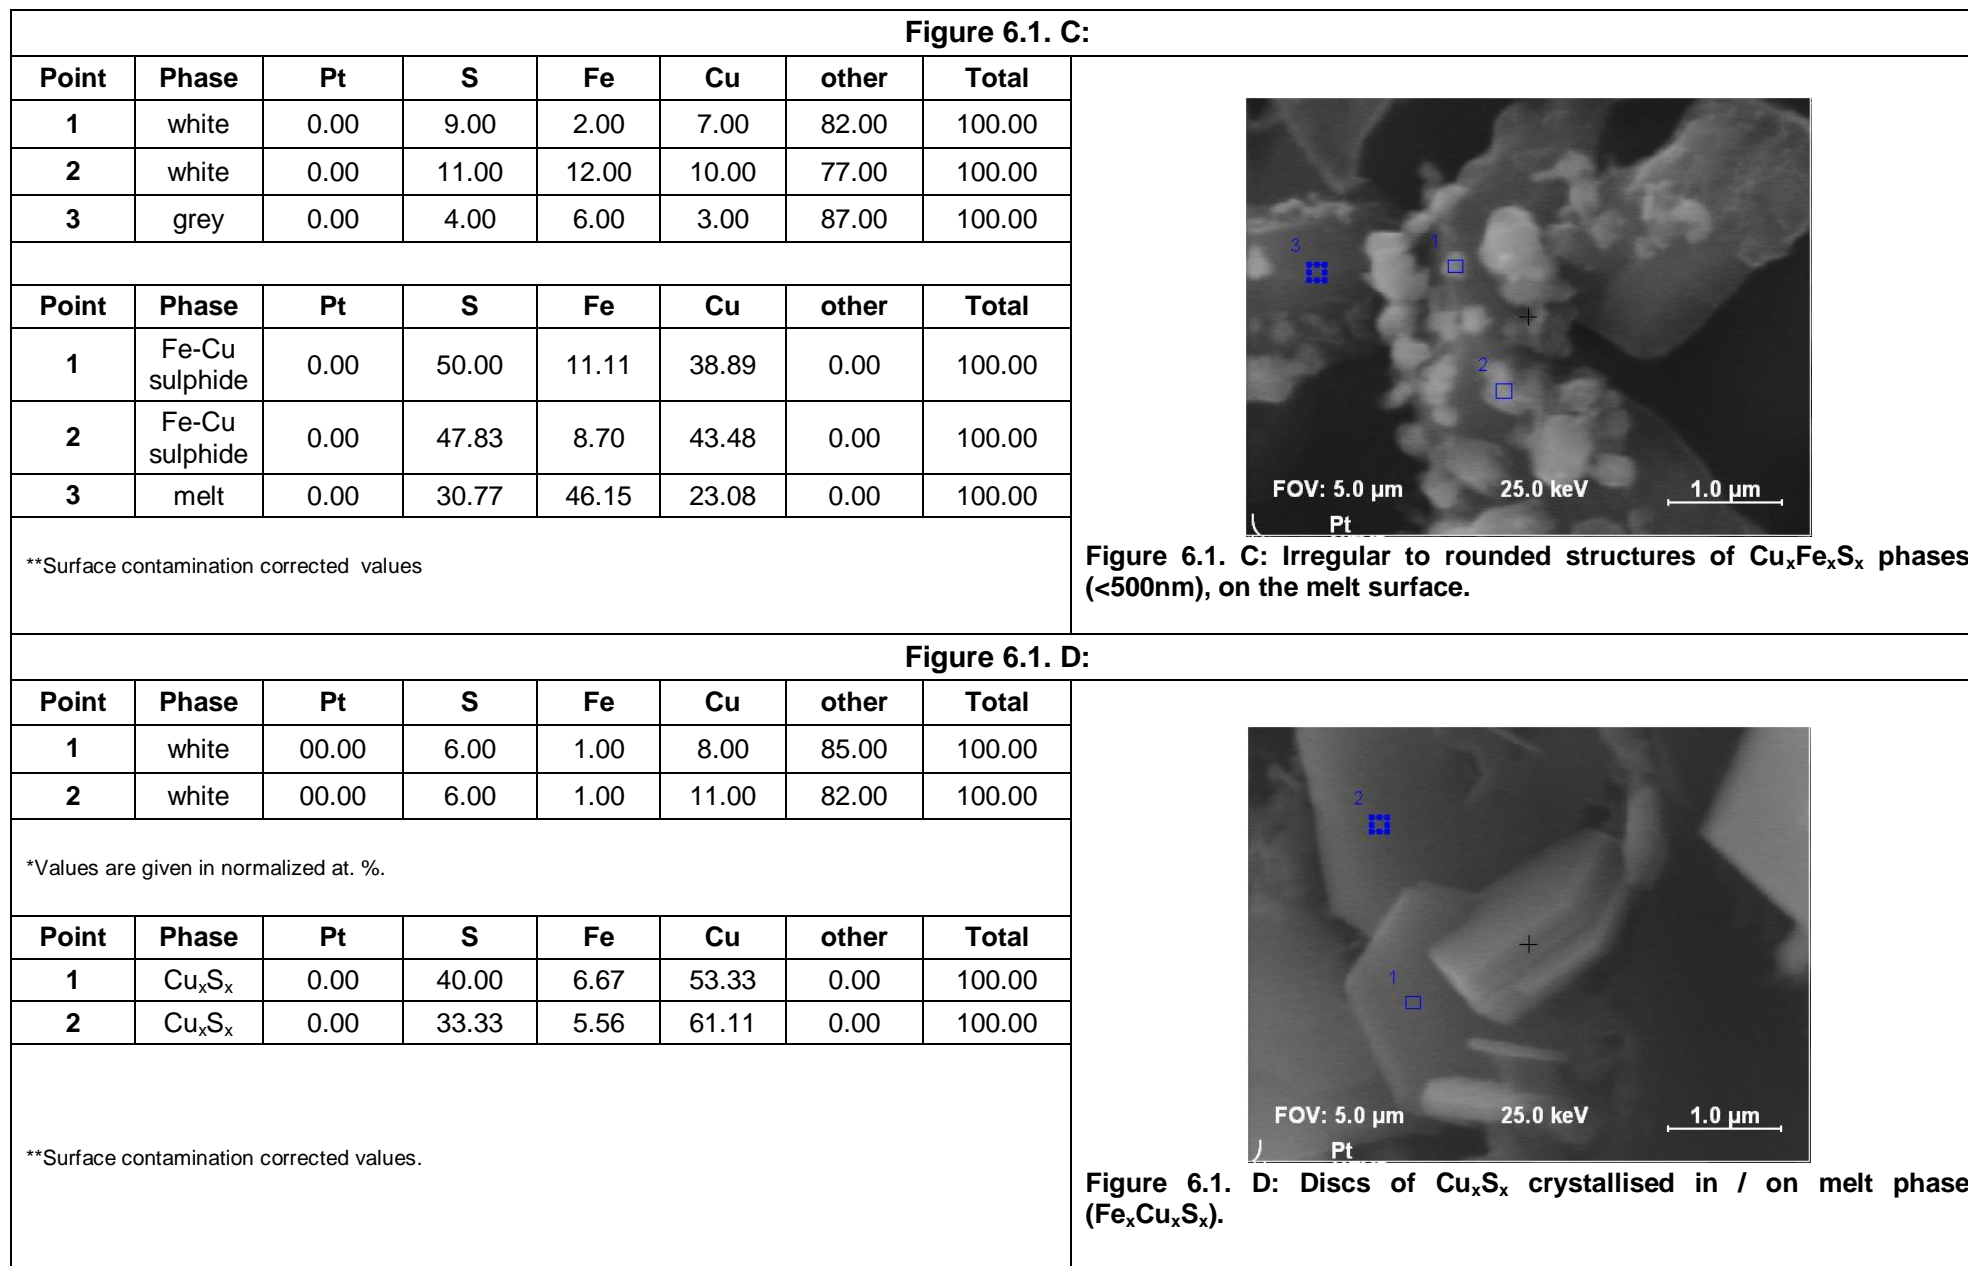 Figure 6.1. C:
Point Phase Pt S Fe Cu other Total
1 white 0.00 9.00 2.00 7.00 82.00 100.00
2 white 0.00 11.00 12.00 10.00 77.00 100.00
3 grey 0.00 4.00 6.00 3.00 87.00 100.00
Point Phase Pt S Fe Cu other Total
1 Fe-Cu sulphide 0.00 50.00 11.11 38.89 0.00 100.00
2 Fe-Cu sulphide 0.00 47.83 8.70 43.48 0.00 100.00
3 melt 0.00 30.77 46.15 23.08 0.00 100.00
**Surface contamination corrected values
3
1
2
FOV: 5.0 µm 25.0 keV 1.0 µm
Pt
Figure 6.1. C: Irregular to rounded structures of CuₓFeₓSₓ phases
(<500nm), on the melt surface.
Figure 6.1. D:
Point Phase Pt S Fe Cu other Total
1 white 00.00 6.00 1.00 8.00 85.00 100.00
2 white 00.00 6.00 1.00 11.00 82.00 100.00
*Values are given in normalized at. %.
Point Phase Pt S Fe Cu other Total
1 CuₓSₓ 0.00 40.00 6.67 53.33 0.00 100.00
2 CuₓSₓ 0.00 33.33 5.56 61.11 0.00 100.00
**Surface contamination corrected values.
2
1
FOV: 5.0 µm 25.0 keV 1.0 µm
Pt
Figure 6.1. D: Discs of CuₓSₓ crystallised in / on melt phase
(FeₓCuₓSₓ).